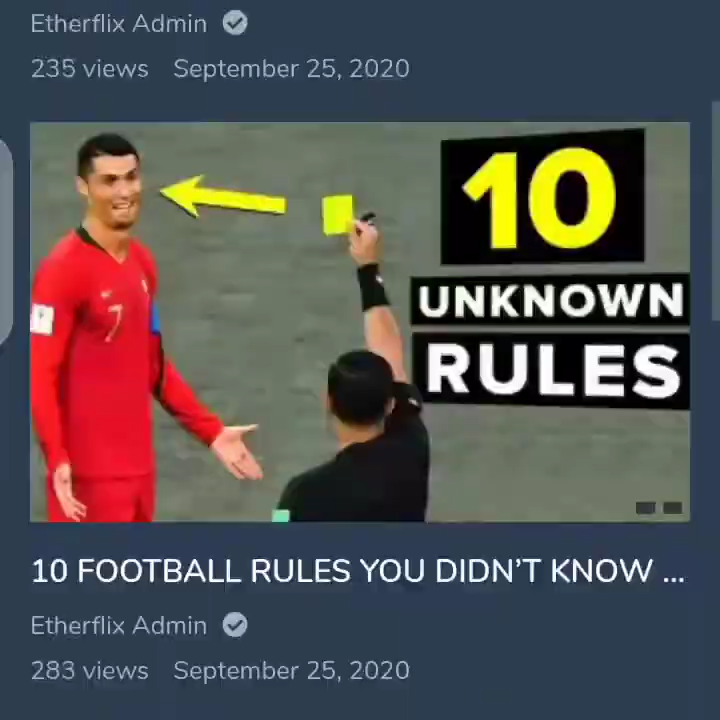 Etherflix Admin
235 views September 25, 2020
10
UNKNOWN
RULES
7
10 FOOTBALL RULES YOU DIDN'T KNOW ...
Etherflix Admin
283 views September 25, 2020